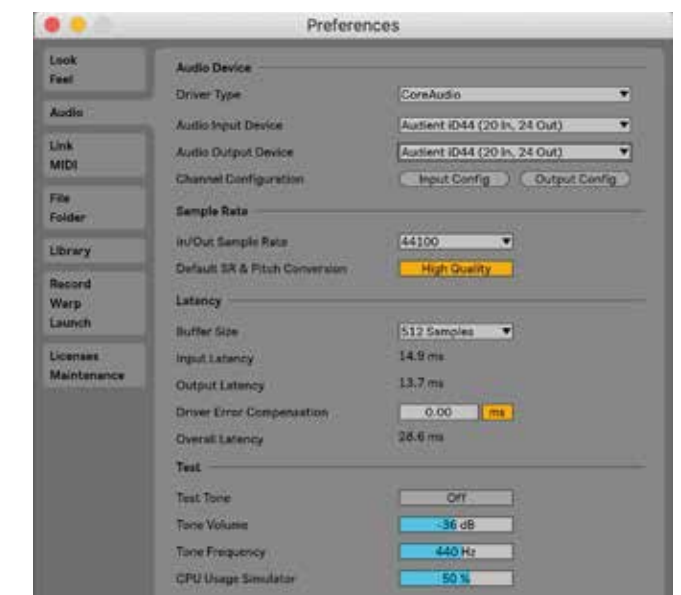 Preferences
Look
Feel
Audio
Link
MIDI
File
Folder
Library
Record
Warp
Launch
Licenses
Maintenance
Audio Device
Driver Type CoreAudio
Audio Input Device Audient iD44 (20 In, 24 Out)
Audio Output Device Audient iD44 (20 In, 24 Out)
Channel Configuration Input Config Output Config
Sample Rate
In/Out Sample Rate 44100
Default SR & Pitch Conversion High Quality
Latency
Buffer Size 512 Samples
Input Latency 14.9 ms
Output Latency 13.7 ms
Driver Error Compensation 0.00 ms
Overall Latency 28.6 ms
Test
Test Tone Off
Tone Volume -36 dB
Tone Frequency 440 Hz
CPU Usage Simulator 50 %